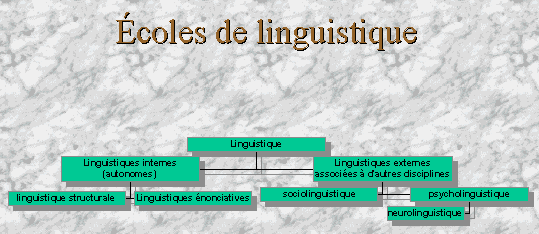 Écoles de linguistique
Linguistique
Linguistiques internes
(autonomes)
Linguistiques externes
associées à d'autres disciplines
linguistique structurale
Linguistiques énonciatives
sociolinguistique
psycholinguistique
neurolinguistique